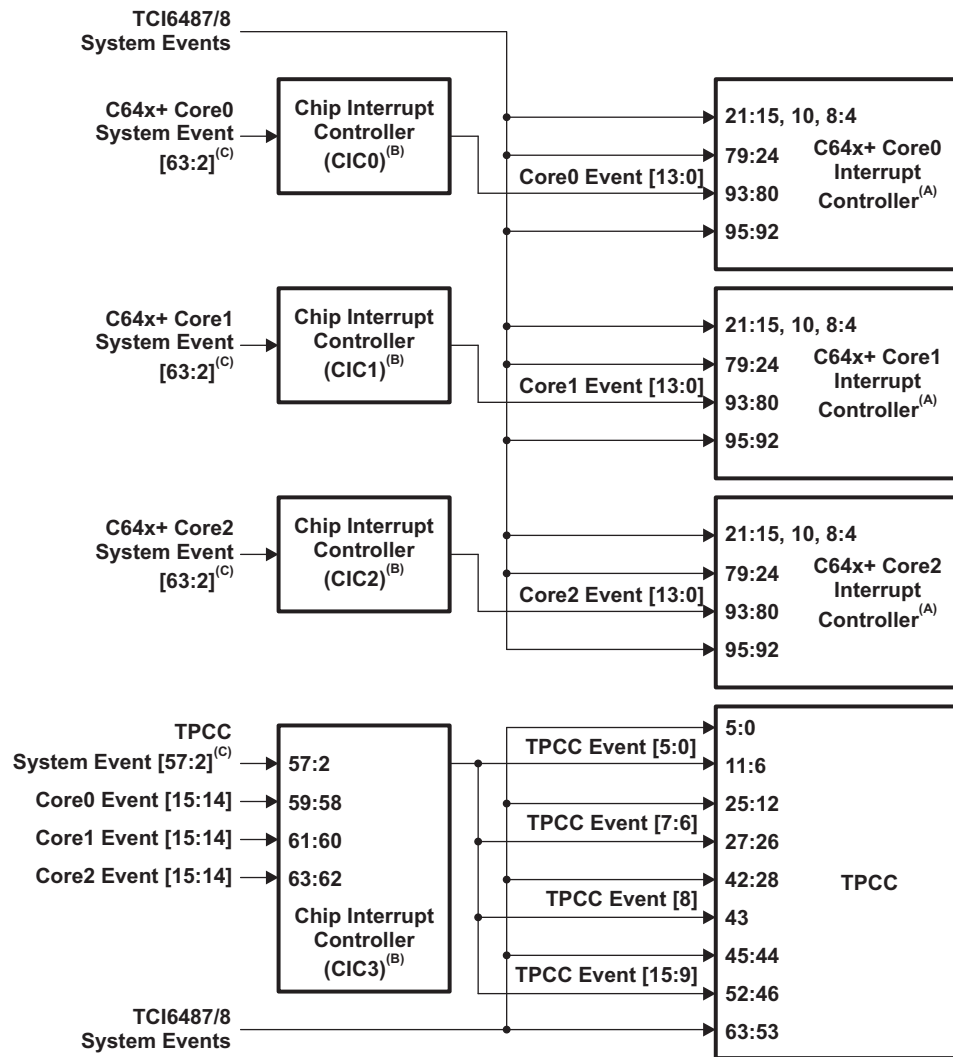 TCI6487/8
System Events
C64x+ Core0
System Event
[63:2](C)
Chip Interrupt
Controller
(CIC0)(B)
Core0 Event [13:0]
21:15, 10, 8:4
79:24
93:80
95:92
C64x+ Core0
Interrupt
Controller(A)
C64x+ Core1
System Event
[63:2](C)
Chip Interrupt
Controller
(CIC1)(B)
Core1 Event [13:0]
21:15, 10, 8:4
79:24
93:80
95:92
C64x+ Core1
Interrupt
Controller(A)
C64x+ Core2
System Event
[63:2](C)
Chip Interrupt
Controller
(CIC2)(B)
Core2 Event [13:0]
21:15, 10, 8:4
79:24
93:80
95:92
C64x+ Core2
Interrupt
Controller(A)
TPCC
System Event [57:2](C)
Core0 Event [15:14]
Core1 Event [15:14]
Core2 Event [15:14]
57:2
59:58
61:60
63:62
Chip Interrupt
Controller
(CIC3)(B)
TPCC Event [5:0]
TPCC Event [7:6]
TPCC Event [8]
TPCC Event [15:9]
5:0
11:6
25:12
27:26
42:28
43
45:44
52:46
63:53
TPCC
TCI6487/8
System Events